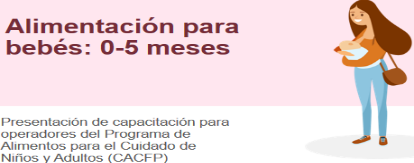 Alimentación para
bebés: 0-5 meses
Presentación de capacitación para
operadores del Programa de
Alimentos para el Cuidado de
Niños y Adultos (CACFP)